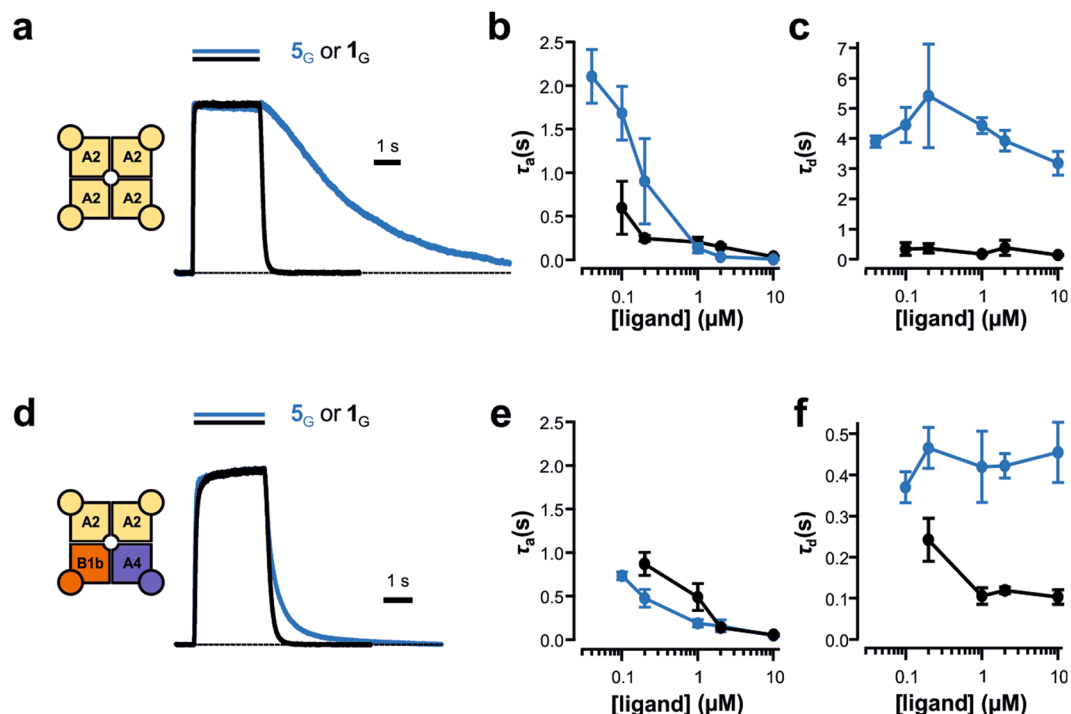 a
5G or 1G
1 s
A2 A2
A2 A2
b
2.5
2.0
1.5
1.0
0.5
0.0
τa(s)
0.1 1 10
[ligand] (µM)
c
7
6
5
4
3
2
1
0
τd(s)
0.1 1 10
[ligand] (µM)
d
5G or 1G
1 s
A2 A2
B1b A4
e
2.5
2.0
1.5
1.0
0.5
0.0
τa(s)
0.1 1 10
[ligand] (µM)
f
0.5
0.4
0.3
0.2
0.1
0.0
τd(s)
0.1 1 10
[ligand] (µM)